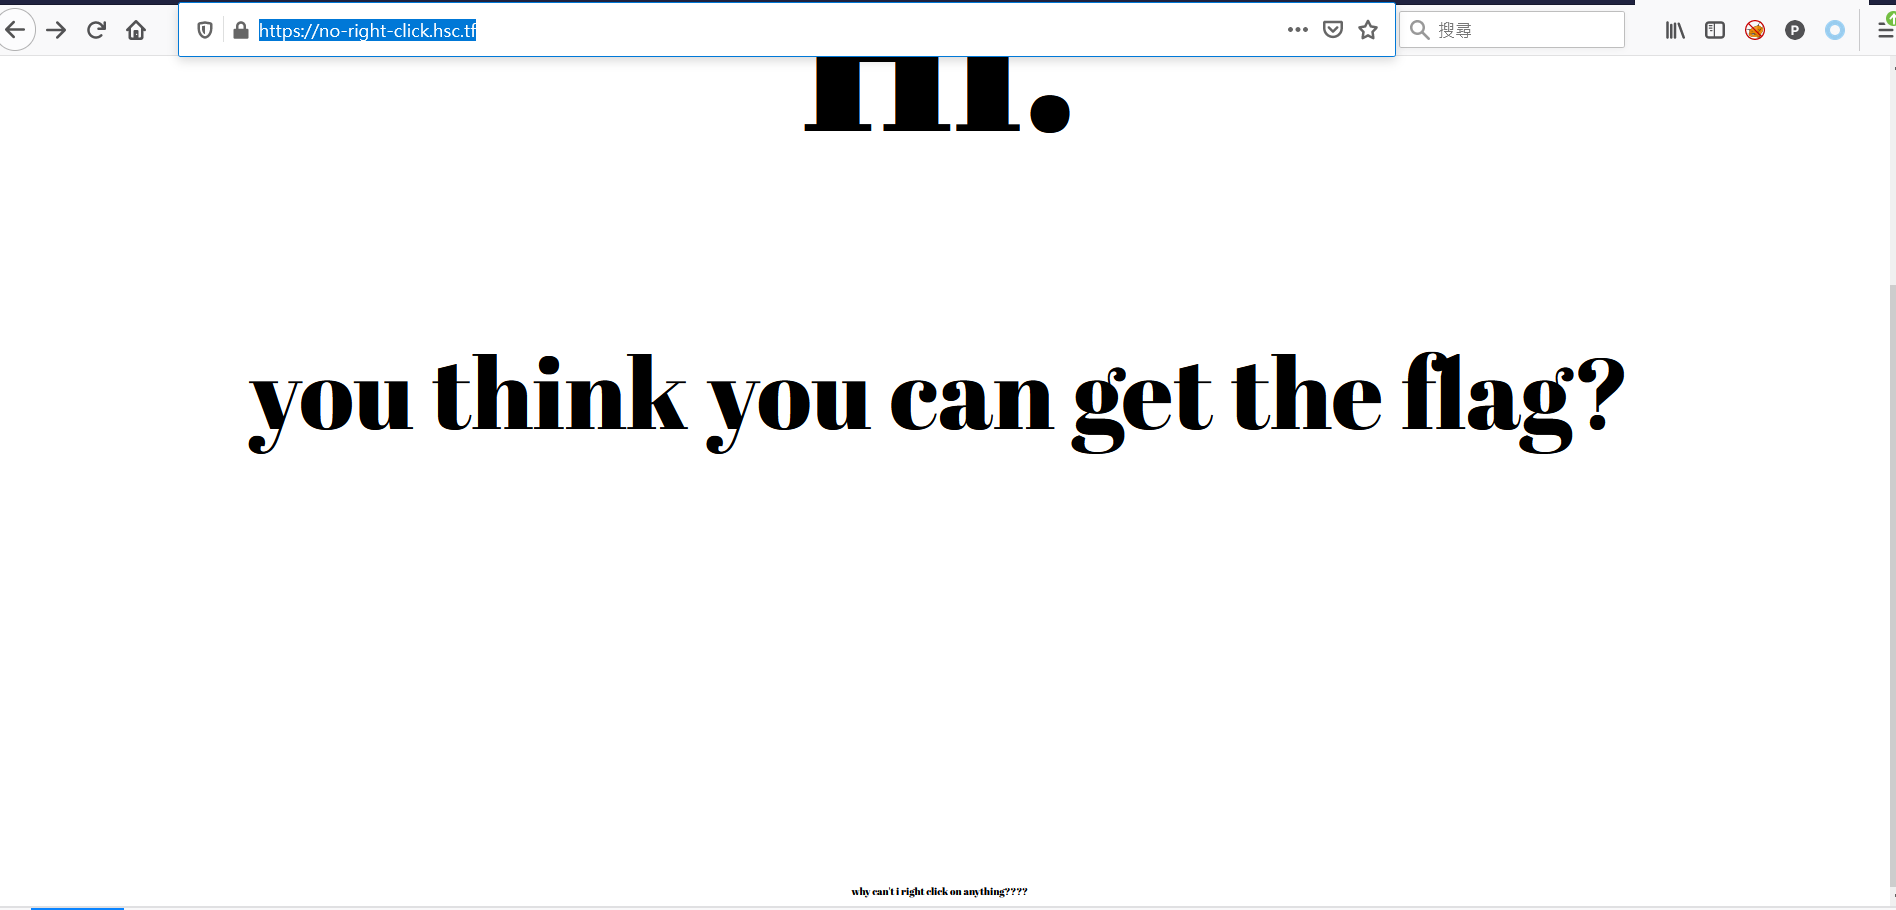 https://no-right-click.hsc.tf
搜尋
hi.
you think you can get the flag?
why can't i right click on anything????